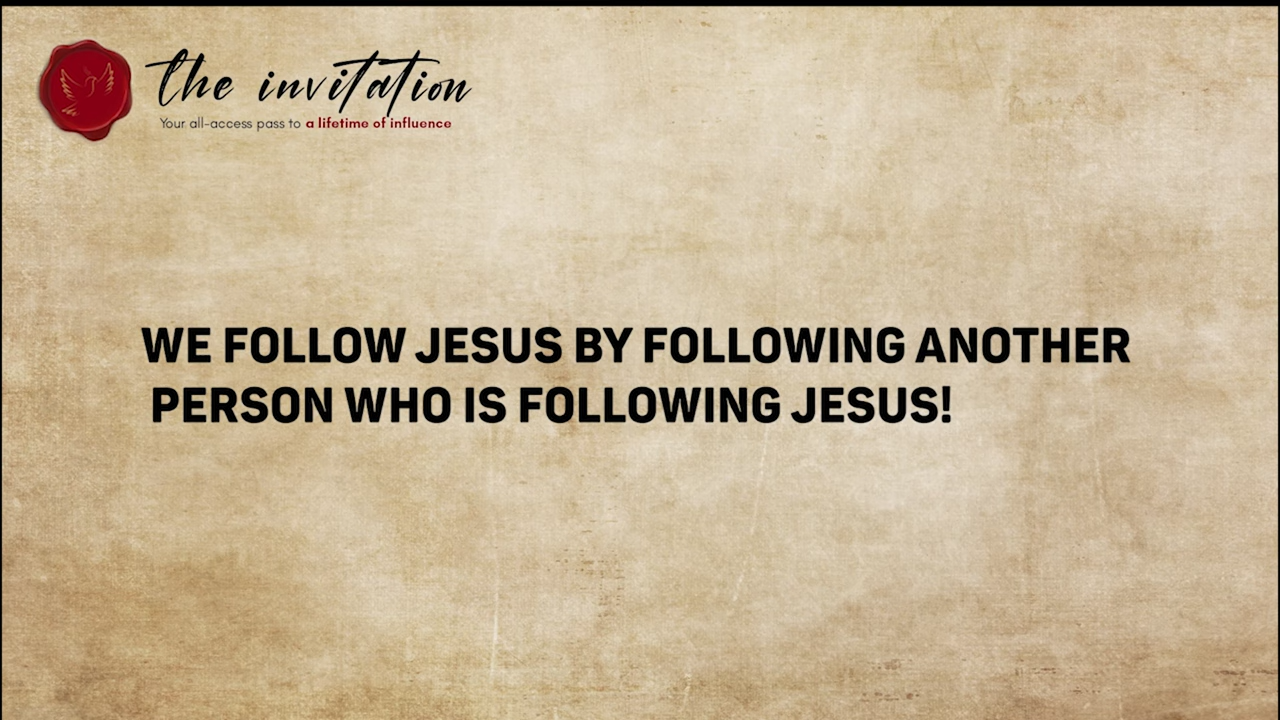 the invitation
Your all-access pass to a lifetime of influence
WE FOLLOW JESUS BY FOLLOWING ANOTHER
PERSON WHO IS FOLLOWING JESUS!